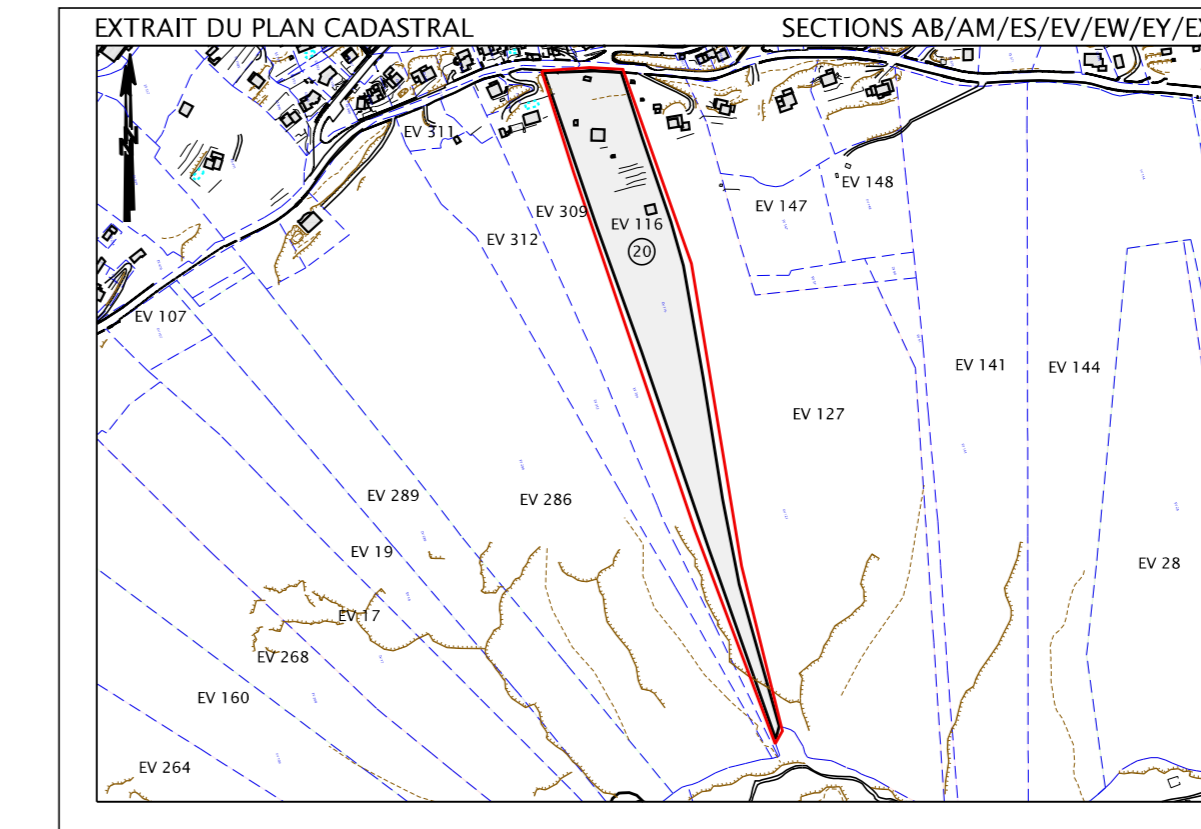 EXTRAIT DU PLAN CADASTRAL
SECTIONS AB/AM/ES/EV/EW/EY/EX
N
EV 311
EV 148
EV 147
EV 309
EV 116
EV 312
20
EV 107
EV 141
EV 144
EV 127
EV 289
EV 286
EV 19
EV 28
EV 17
EV 268
EV 160
EV 264